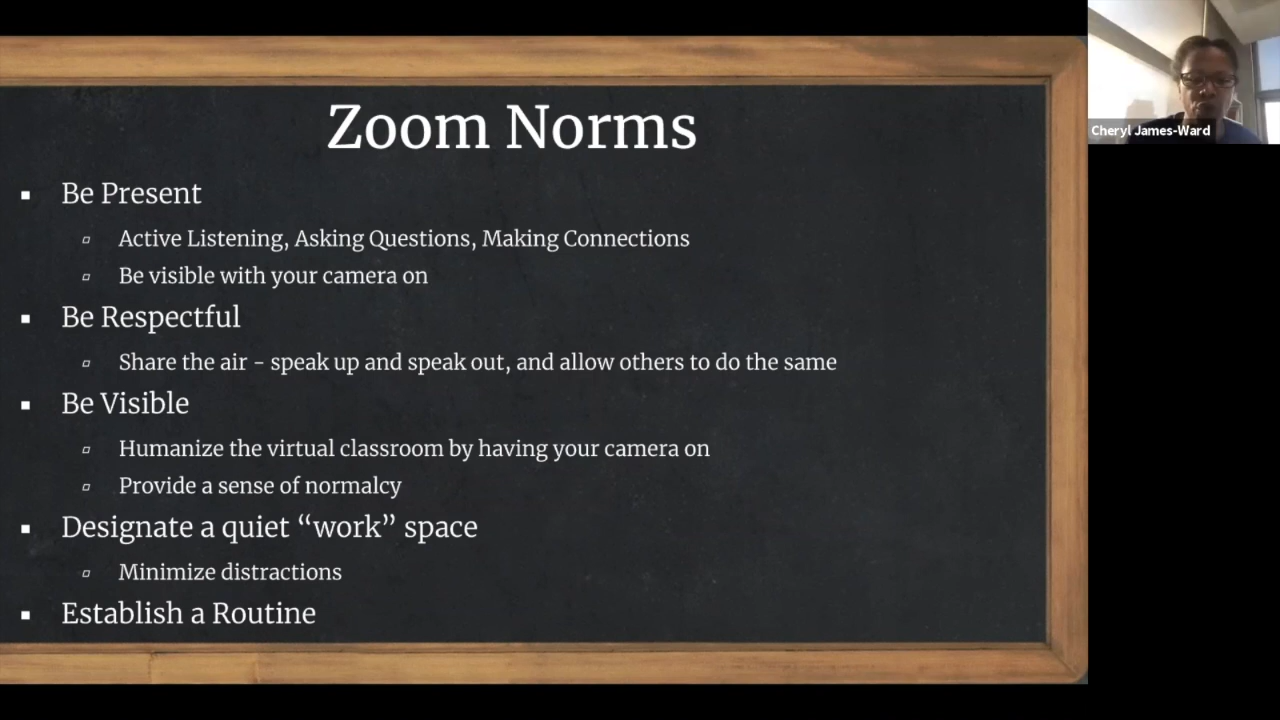 Zoom Norms
Be Present
Active Listening, Asking Questions, Making Connections
Be visible with your camera on
Be Respectful
Share the air - speak up and speak out, and allow others to do the same
Be Visible
Humanize the virtual classroom by having your camera on
Provide a sense of normalcy
Designate a quiet “work” space
Minimize distractions
Establish a Routine
Cheryl James-Ward